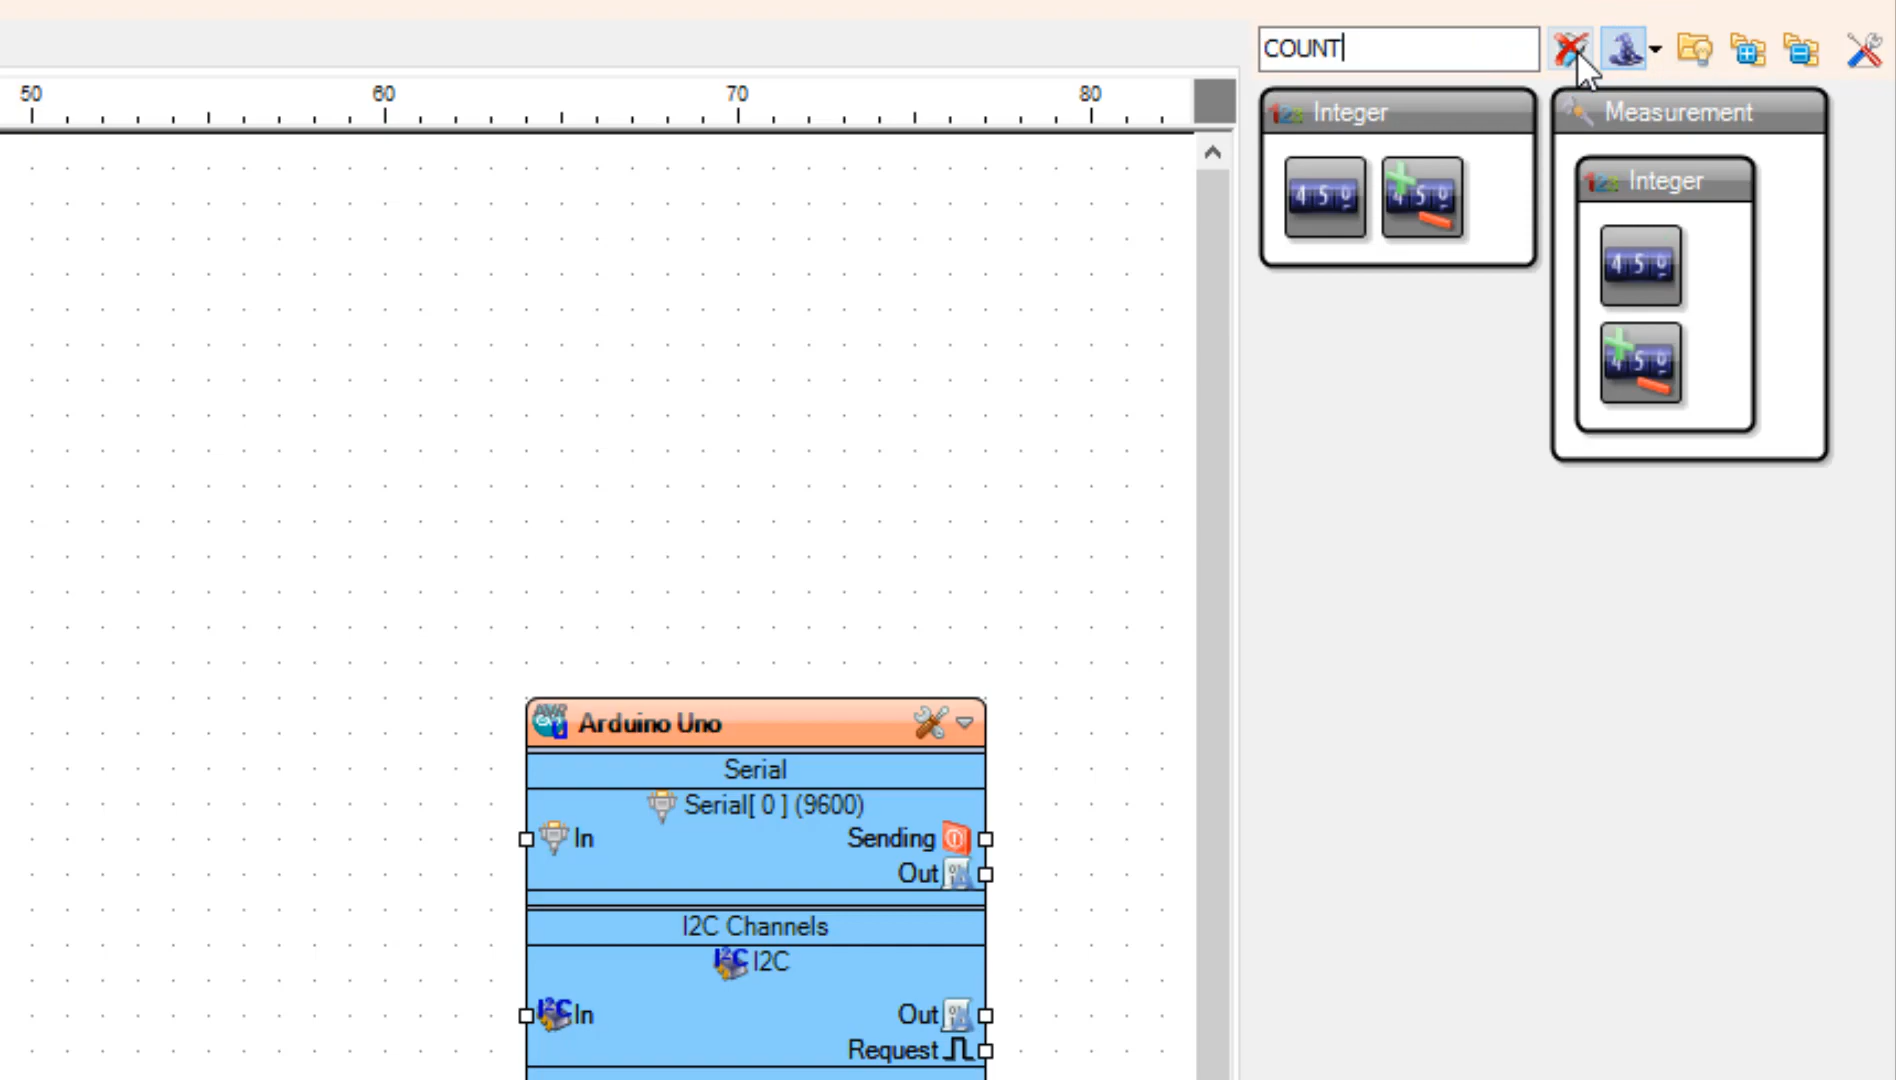 COUNT
50 60 70 80
Integer
Measurement
Integer
Arduino Uno
Serial
Serial[ 0 ] (9600)
In Sending
Out
I2C Channels
I2C
In Out
Request